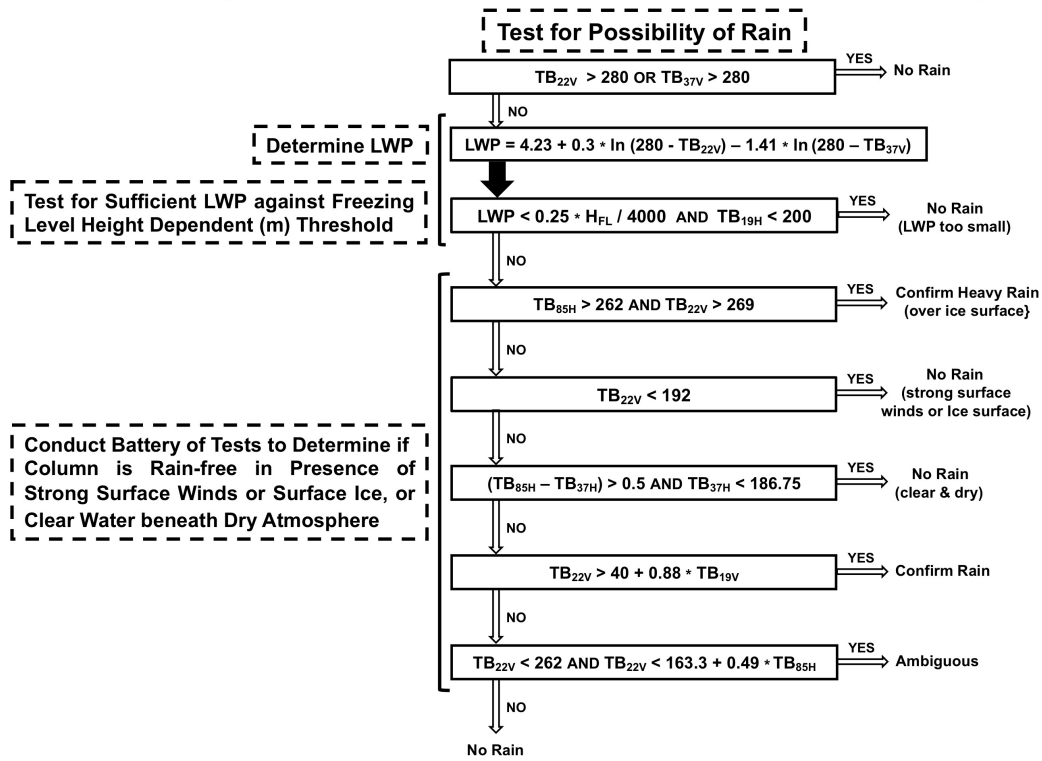 Test for Possibility of Rain
TB22V > 280 OR TB37V > 280
YES
No Rain
NO
Determine LWP
LWP = 4.23 + 0.3 * ln (280 - TB22V) – 1.41 * ln (280 – TB37V)
Test for Sufficient LWP against Freezing
Level Height Dependent (m) Threshold
LWP < 0.25 * HFL / 4000 AND TB19H < 200
YES
No Rain
(LWP too small)
NO
TB85H > 262 AND TB22V > 269
YES
Confirm Heavy Rain
(over ice surface}
NO
TB22V < 192
YES
No Rain
(strong surface
winds or Ice surface)
NO
Conduct Battery of Tests to Determine if
Column is Rain-free in Presence of
Strong Surface Winds or Surface Ice, or
Clear Water beneath Dry Atmosphere
(TB85H – TB37H) > 0.5 AND TB37H < 186.75
YES
No Rain
(clear & dry)
NO
TB22V > 40 + 0.88 * TB19V
YES
Confirm Rain
NO
TB22V < 262 AND TB22V < 163.3 + 0.49 * TB85H
YES
Ambiguous
NO
No Rain